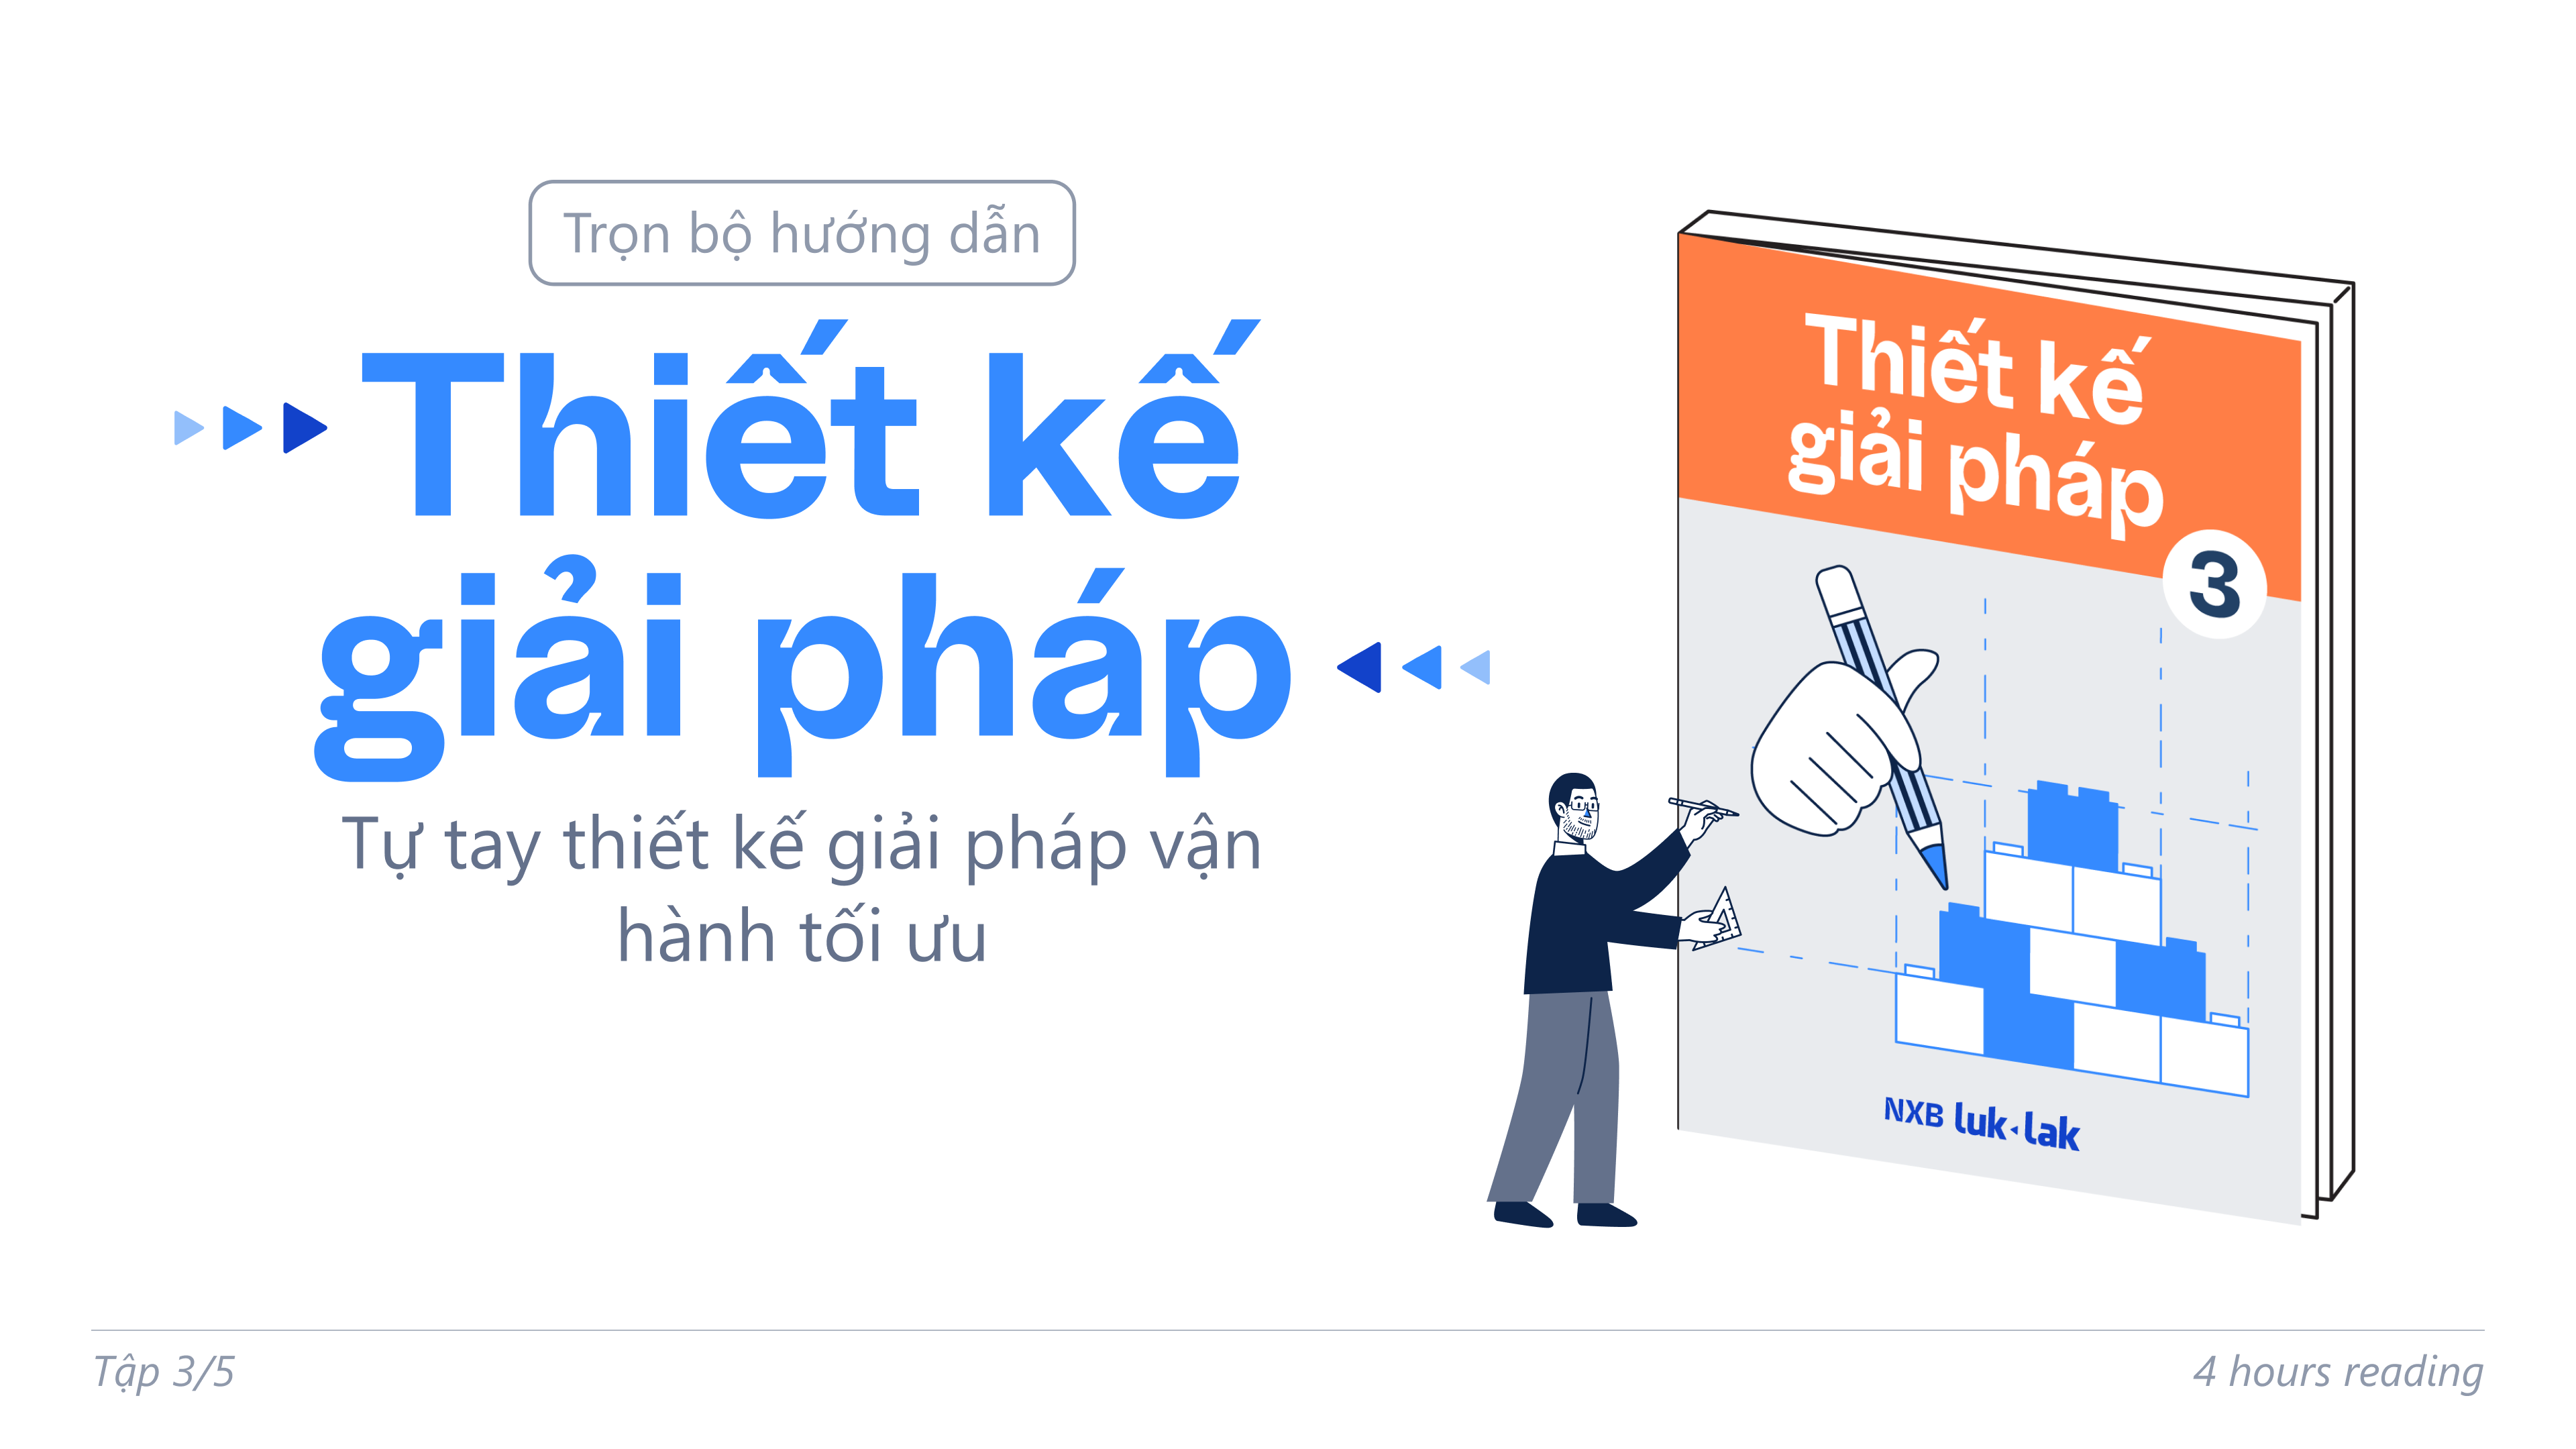 Trọn bộ hướng dẫn
Thiết kế
giải pháp
Tự tay thiết kế giải pháp vận
hành tối ưu
Thiết kế
giải pháp
3
NXB luk·lak
Tập 3/5
4 hours reading